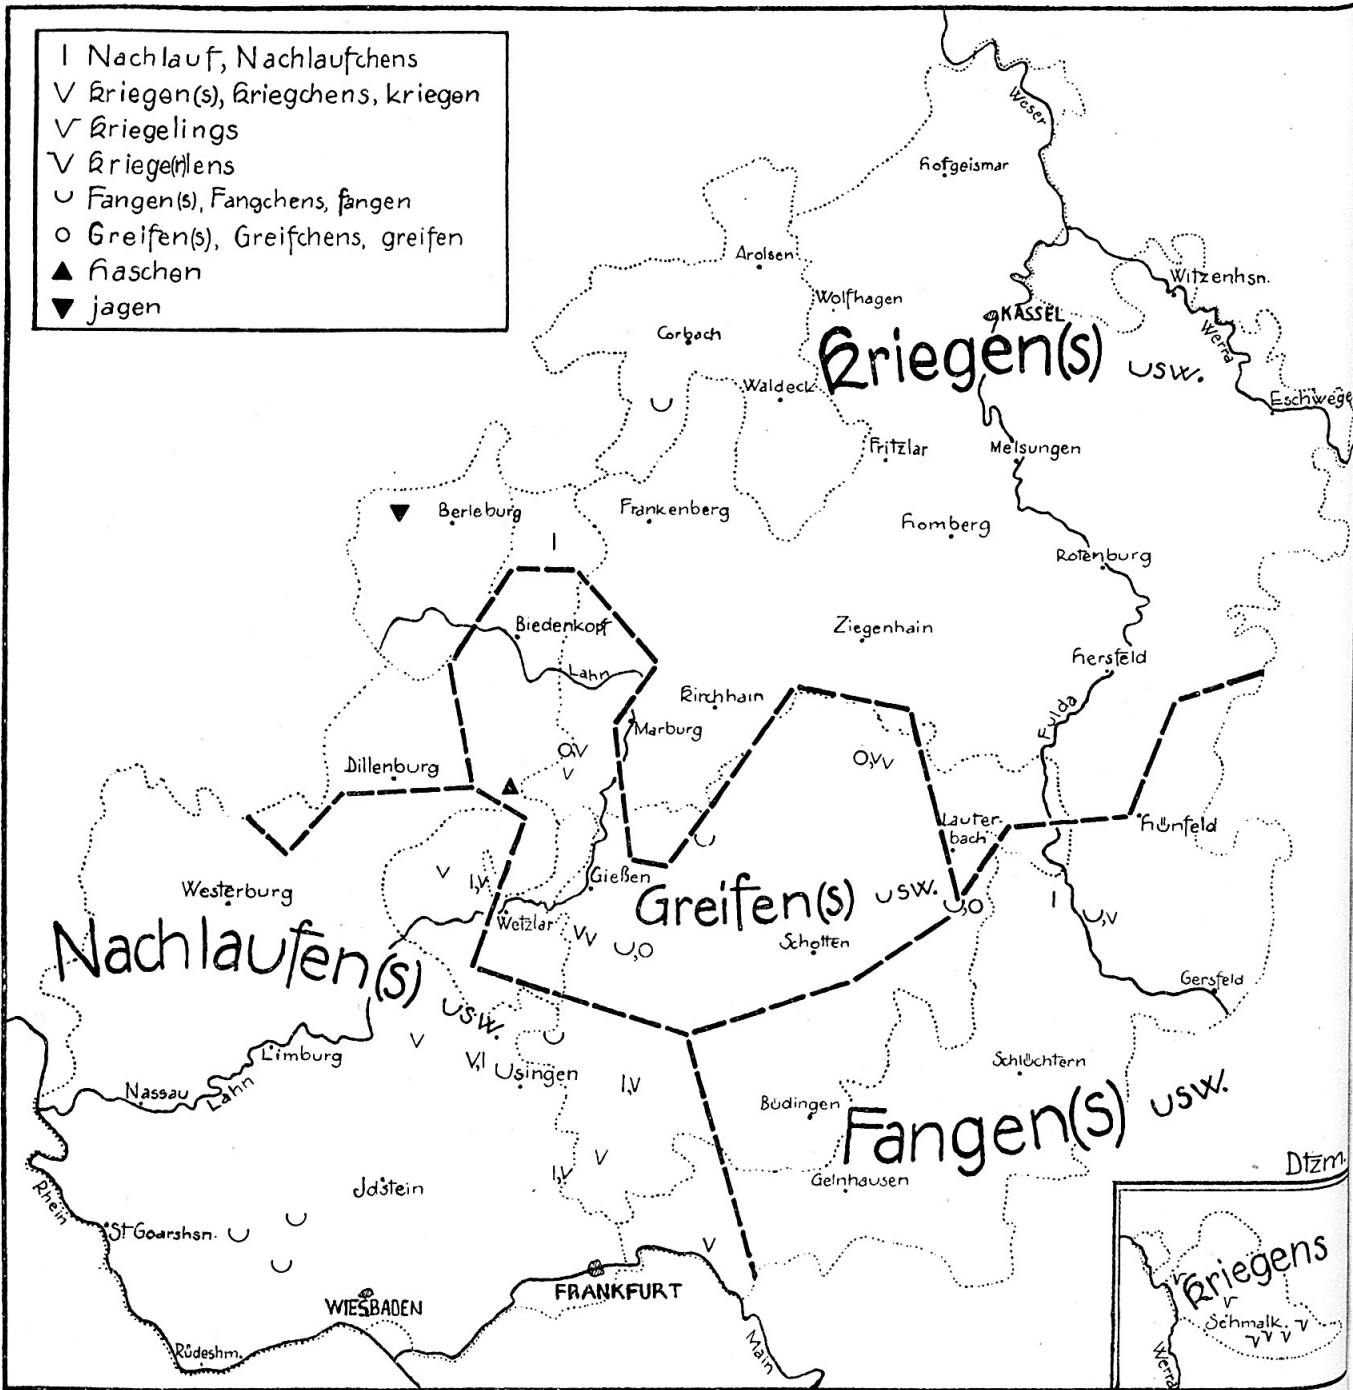 Nachlauf, Nachlaufchens
Kriegen(s), Kriegchens, kriegen
Kriegelings
Kriege(r)lens
Fangen(s), Fangchens, fangen
Greifen(s), Greifchens, greifen
Haschen
jagen
Weser
Hofgeismar
Arolsen
Witzenhsn.
Wolfhagen
KASSEL
Corbach
Werra
Kriegen(s) usw.
Waldeck
Eschwege
Fritzlar
Melsungen
Berleburg
Frankenberg
Homberg
Rotenburg
Biedenkopf
Ziegenhain
Hersfeld
Lahn
Kirchhain
Fulda
Marburg
Dillenburg
Lauter-
bach
Hünfeld
Westerburg
Gießen
Greifen(s) usw.
Wetzlar
Schotten
Nachlaufen(s) usw.
Gersfeld
Limburg
Usingen
Schlüchtern
Nassau
Lahn
Büdingen
Fangen(s) usw.
Dtzm.
Gelnhausen
Idstein
Rhein
St Goarshsn.
Kriegens
FRANKFURT
WIESBADEN
Schmalk.
Main
Werra
Rüdeshm.